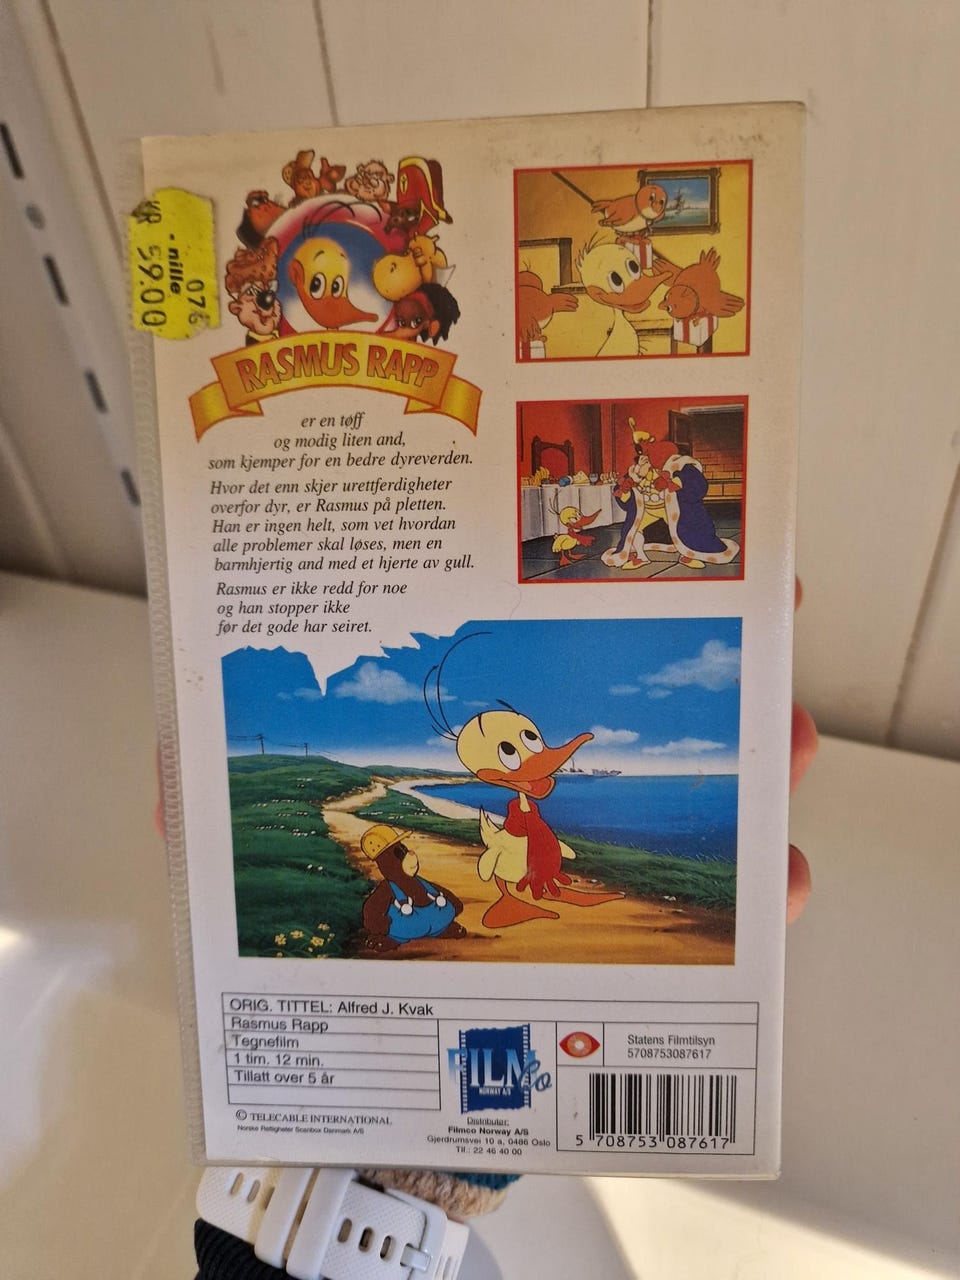 KR 59.00
- nille
076
RASMUS RAPP
er en tøff
og modig liten and,
som kjemper for en bedre dyreverden.
Hvor det enn skjer urettferdigheter
overfor dyr, er Rasmus på pletten.
Han er ingen helt, som vet hvordan
alle problemer skal løses, men en
barmhjertig and med et hjerte av gull.
Rasmus er ikke redd for noe
og han stopper ikke
før det gode har seiret.
ORIG. TITTEL: Alfred J. Kvak
Rasmus Rapp
Tegnefilm
1 tim. 12 min.
Tillatt over 5 år
© TELECABLE INTERNATIONAL
Norske Rettigheter Scanbox Danmark A/S
FILMCo
NORWAY A/S
Distributør:
Filmco Norway A/S
Gjerdrumsvei 10 a, 0486 Oslo
Tlf.: 22 46 40 00
Statens Filmtilsyn
5708753087617
5 708753 087617